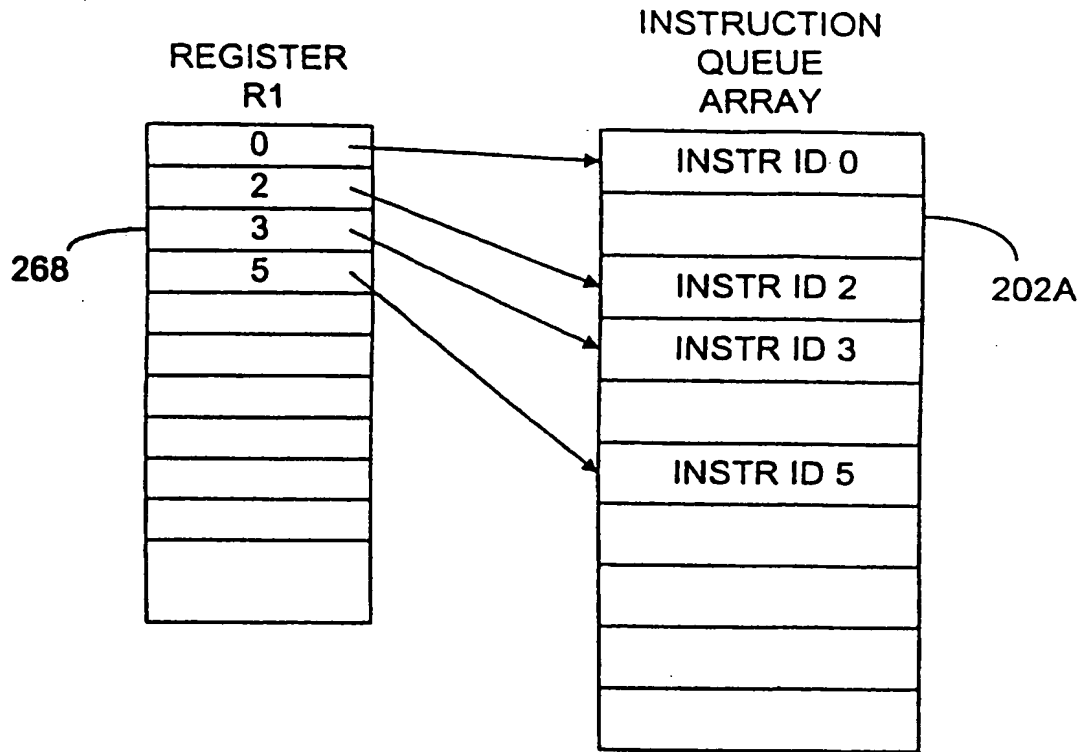 REGISTER
R1
0
2
3
5
268
INSTRUCTION
QUEUE
ARRAY
INSTR ID 0
INSTR ID 2
INSTR ID 3
INSTR ID 5
202A